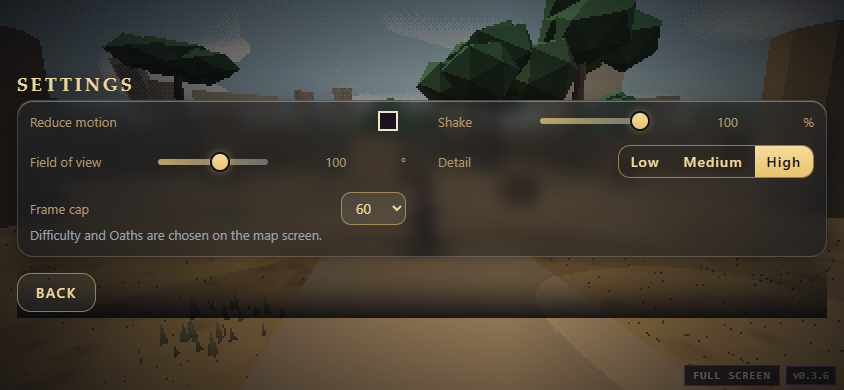 SETTINGS
Reduce motion
Shake 100 %
Field of view 100 °
Detail Low Medium High
Frame cap 60
Difficulty and Oaths are chosen on the map screen.
BACK
FULL SCREEN v0.3.6